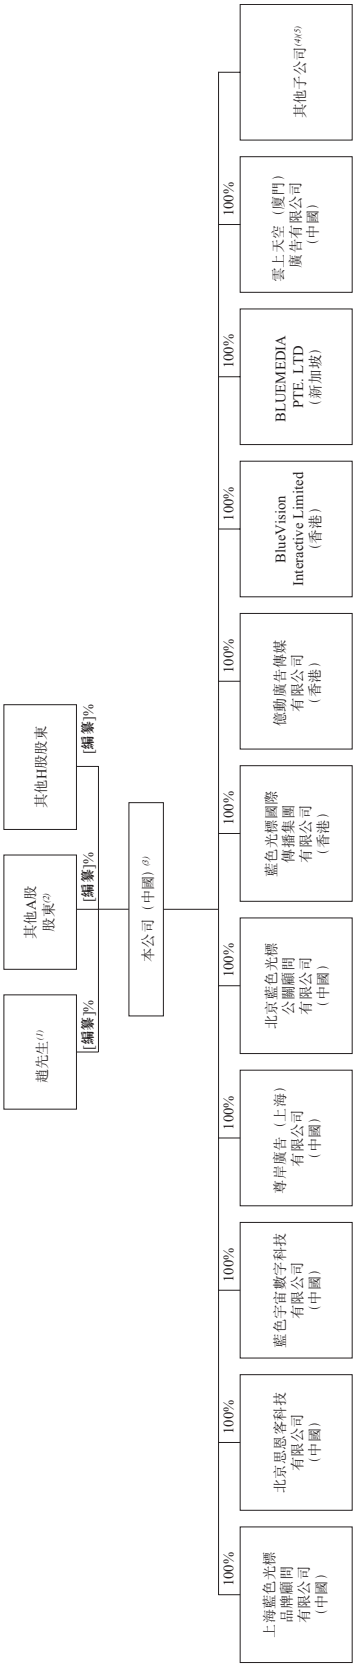 趙先生(1)
其他A股
股東(2)
其他H股股東
[編纂]%
[編纂]%
[編纂]%
本公司（中國）(3)
100%
100%
100%
100%
100%
100%
100%
100%
100%
100%
上海藍色光標
品牌顧問
有限公司
（中國）
北京思恩客科技
有限公司
（中國）
藍色宇宙數字科技
有限公司
（中國）
尊岸廣告（上海）
有限公司
（中國）
北京藍色光標
公關顧問
有限公司
（中國）
藍色光標國際
傳播集團
有限公司
（香港）
億動廣告傳媒
有限公司
（香港）
BlueVision
Interactive Limited
（香港）
BLUEMEDIA
PTE. LTD
（新加坡）
雲上天空（廈門）
廣告有限公司
（中國）
其他子公司(4)(5)